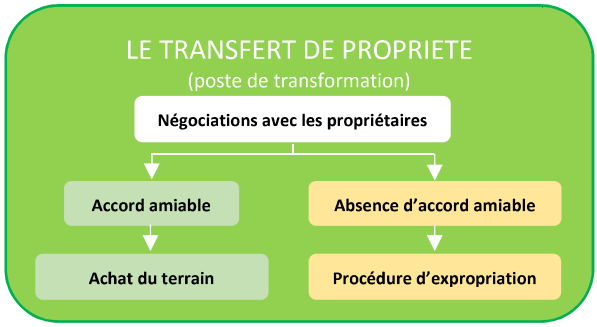 LE TRANSFERT DE PROPRIETE
(poste de transformation)
Négociations avec les propriétaires
Accord amiable
Absence d’accord amiable
Achat du terrain
Procédure d’expropriation